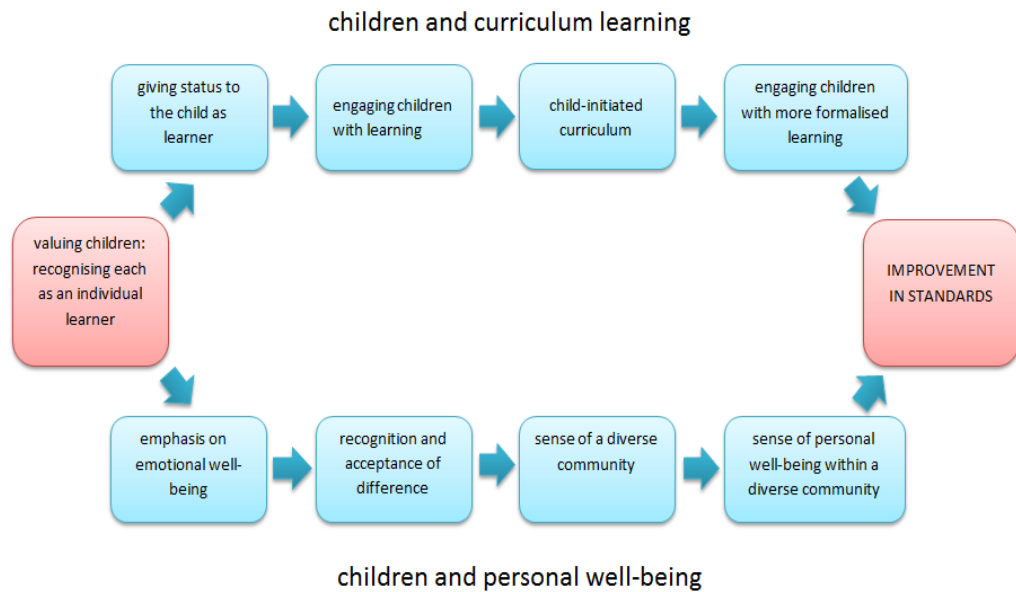 children and curriculum learning
giving status to
the child as
learner
engaging children
with learning
child-initiated
curriculum
engaging children
with more formalised
learning
valuing children:
recognising each
as an individual
learner
IMPROVEMENT
IN STANDARDS
emphasis on
emotional well-
being
recognition and
acceptance of
difference
sense of a diverse
community
sense of personal
well-being within a
diverse community
children and personal well-being